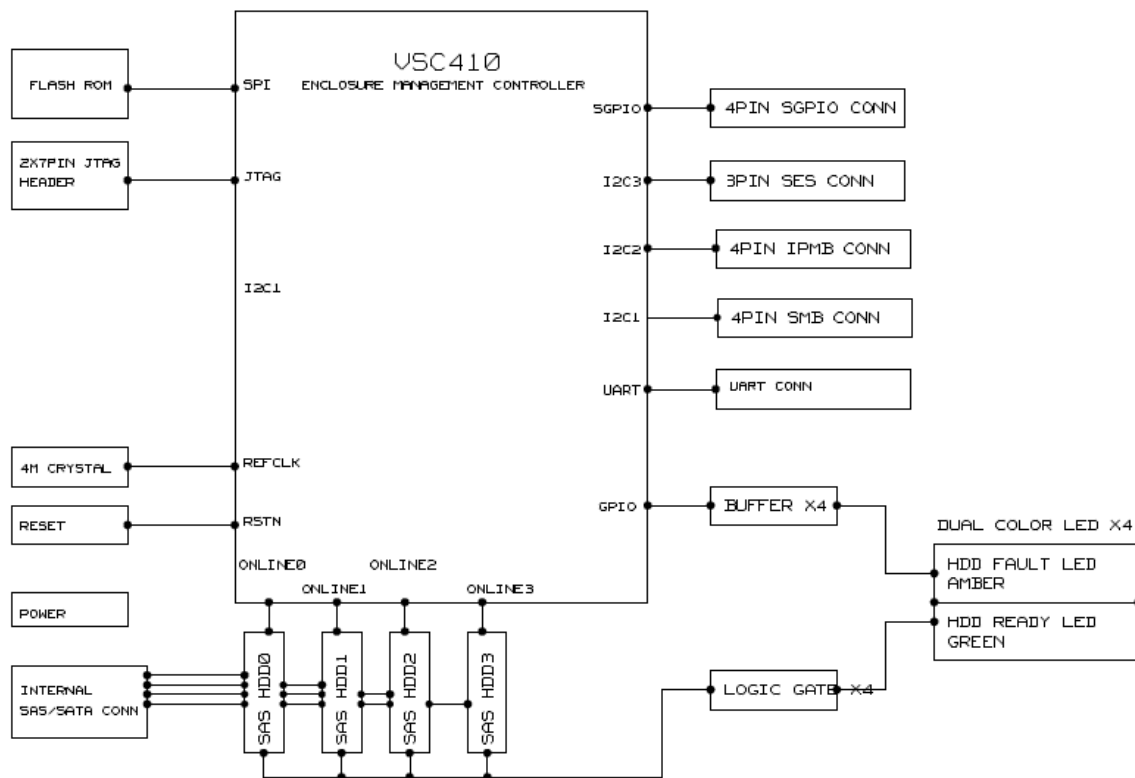 VSC410
ENCLOSURE MANAGEMENT CONTROLLER
FLASH ROM
SPI
2X7PIN JTAG
HEADER
JTAG
I2C1
4M CRYSTAL
REFCLK
RESET
RSTN
POWER
INTERNAL
SAS/SATA CONN
SGPIO
4PIN SGPIO CONN
I2C3
3PIN SES CONN
I2C2
4PIN IPMB CONN
I2C1
4PIN SMB CONN
UART
UART CONN
GPIO
BUFFER X4
DUAL COLOR LED X4
HDD FAULT LED
AMBER
HDD READY LED
GREEN
LOGIC GATE X4
ONLINE0
ONLINE1
ONLINE2
ONLINE3
SAS HDD0
SAS HDD1
SAS HDD2
SAS HDD3